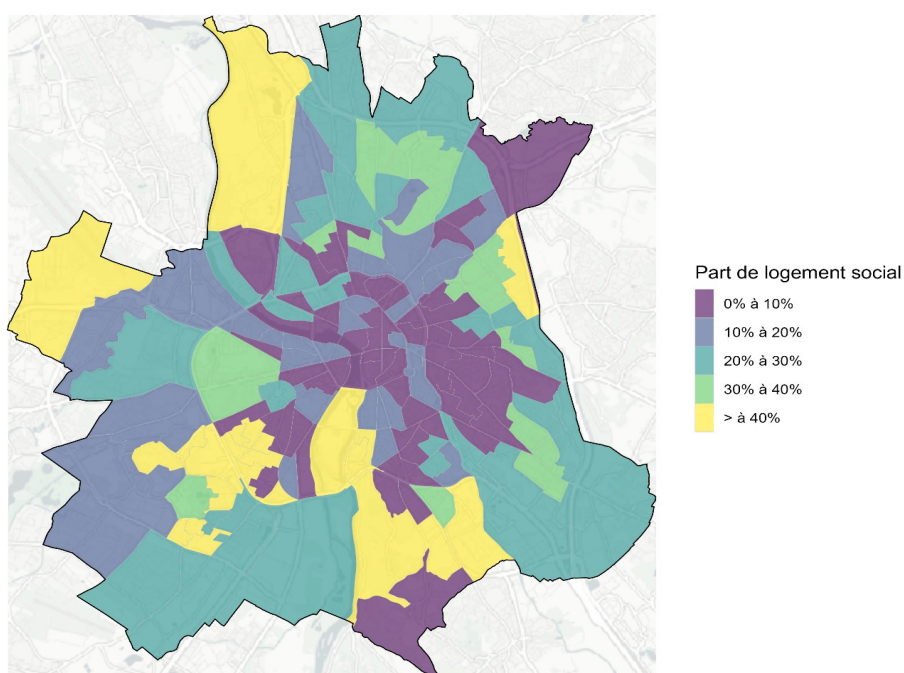 Part de logement social
0% à 10%
10% à 20%
20% à 30%
30% à 40%
> à 40%